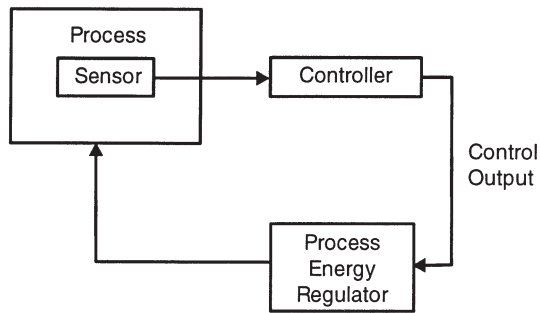 Process
Sensor
Controller
Control
Output
Process
Energy
Regulator